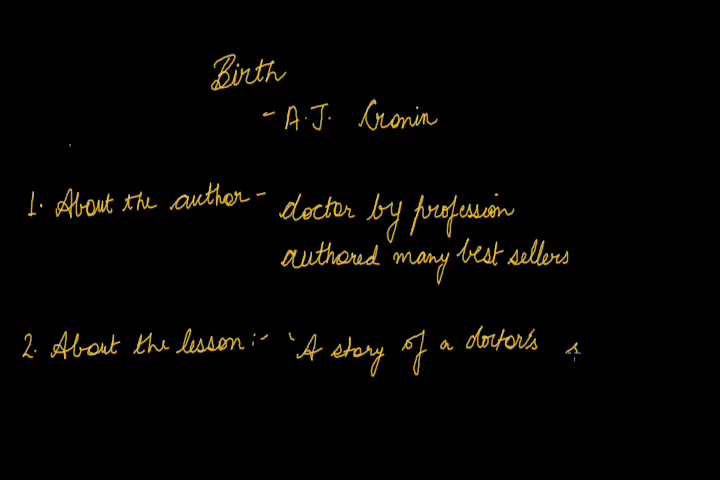 Birth
- A.J. Cronin
1. About the author - doctor by profession
authored many best sellers
2. About the lesson :- 'A story of a doctor's s